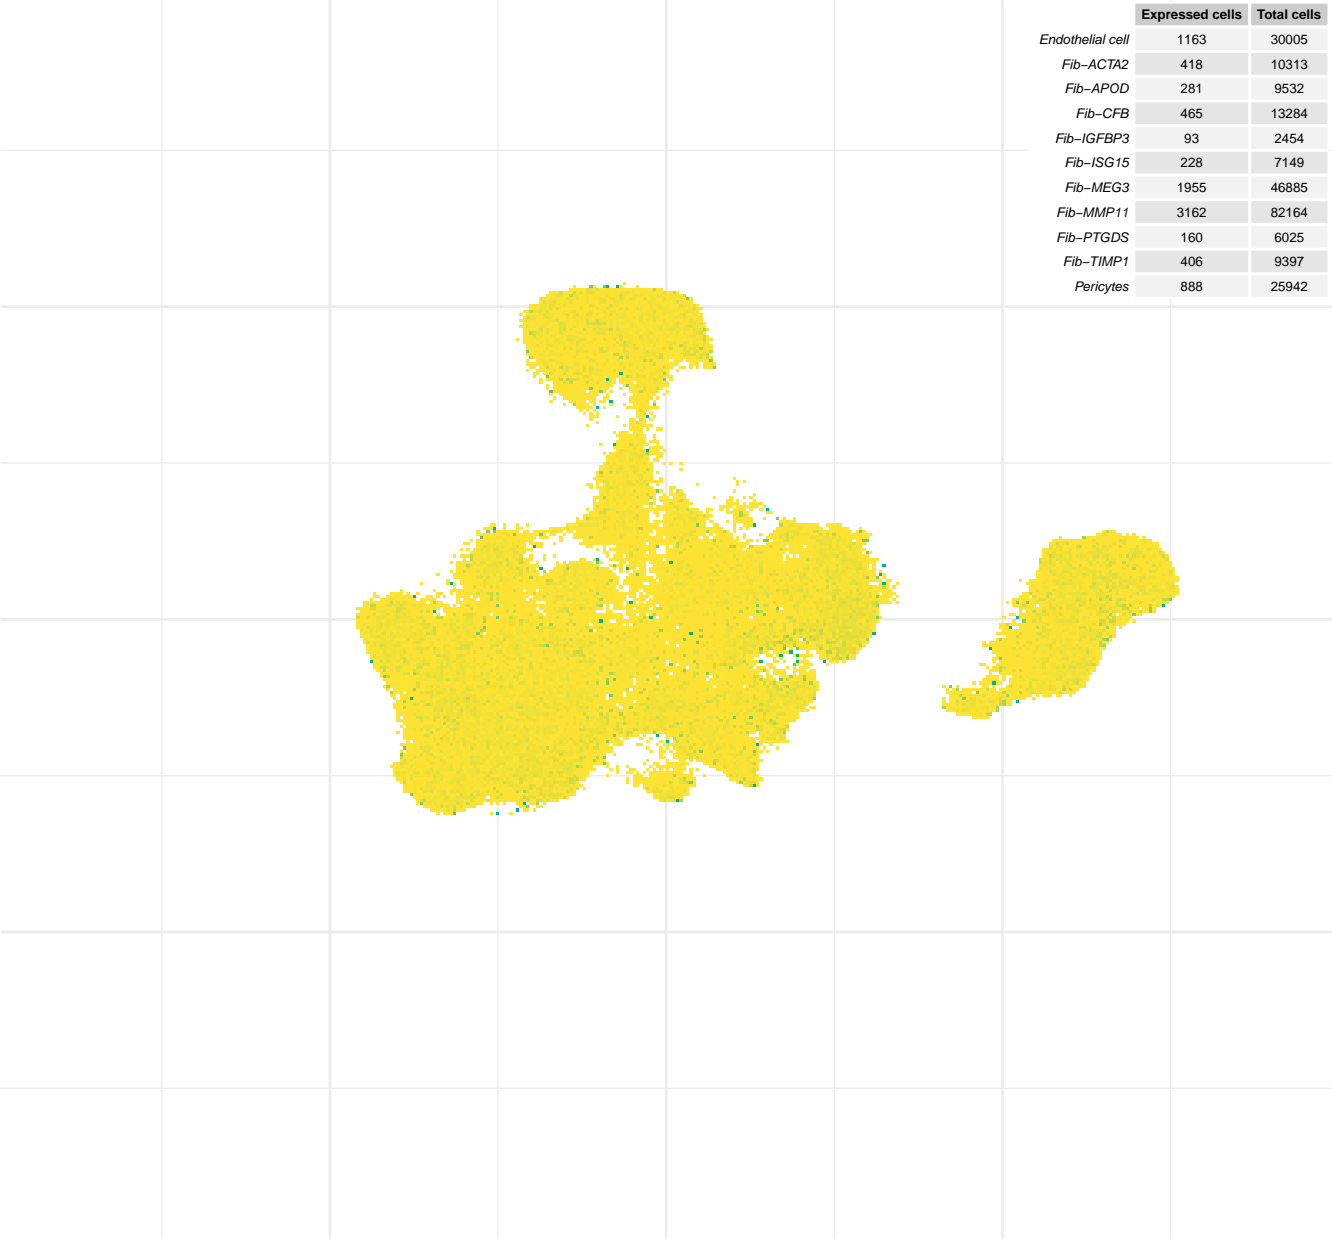 Expressed cells Total cells
Endothelial cell 1163 30005
Fib−ACTA2 418 10313
Fib−APOD 281 9532
Fib−CFB 465 13284
Fib−IGFBP3 93 2454
Fib−ISG15 228 7149
Fib−MEG3 1955 46885
Fib−MMP11 3162 82164
Fib−PTGDS 160 6025
Fib−TIMP1 406 9397
Pericytes 888 25942